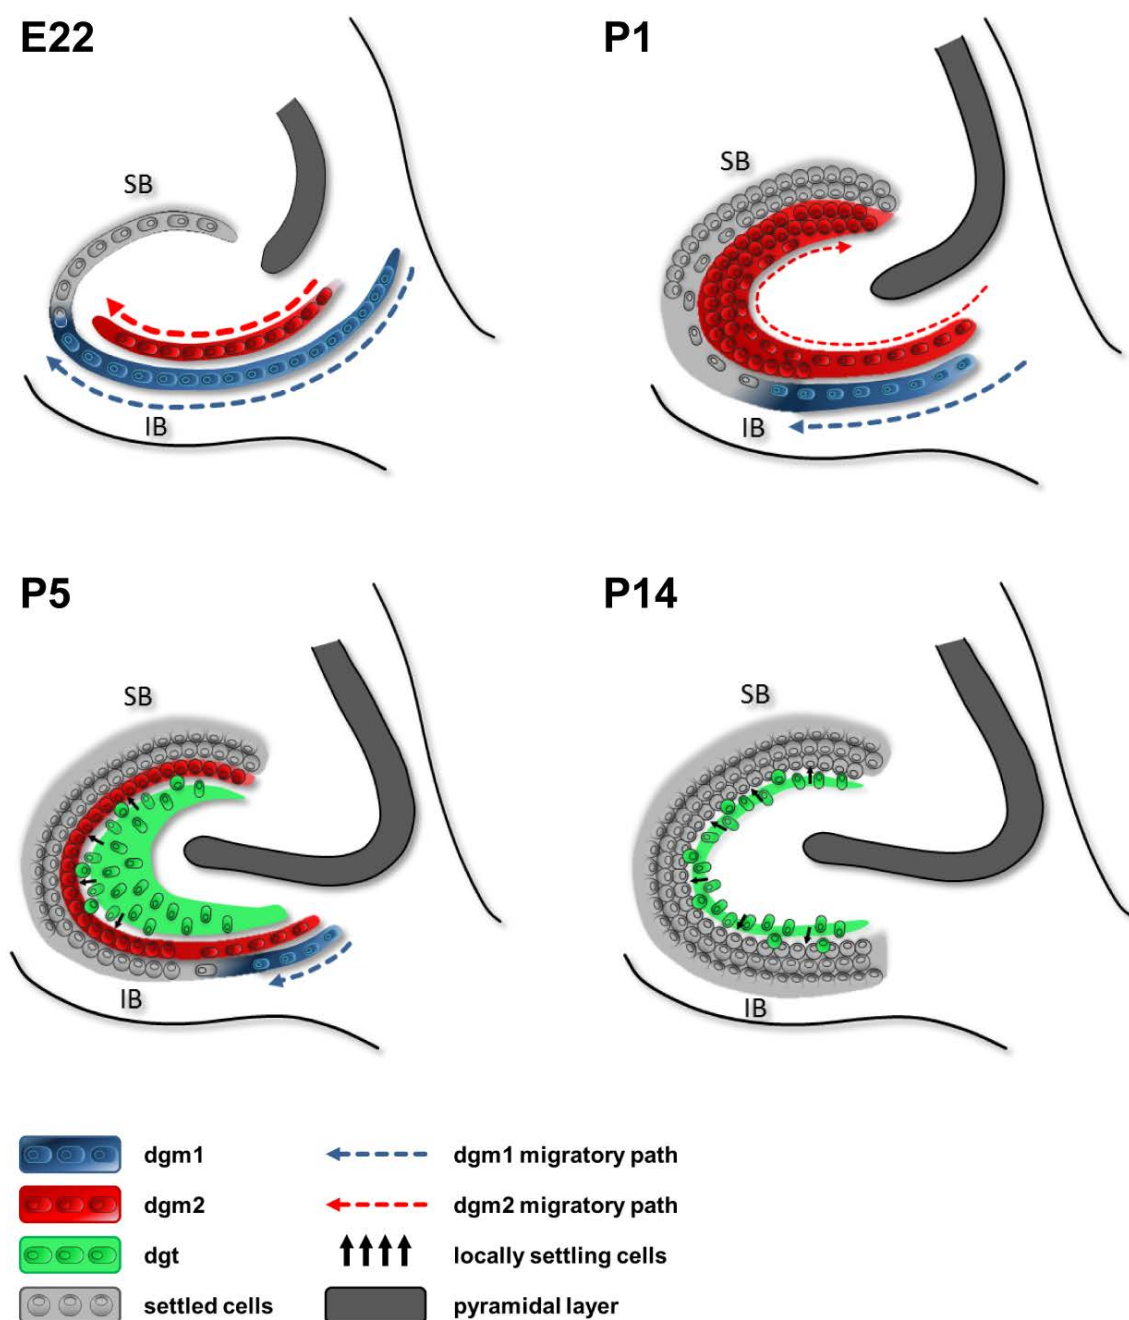 E22
P1
SB
SB
IB
IB
P5
P14
SB
SB
IB
IB
dgm1
dgm1 migratory path
dgm2
dgm2 migratory path
dgt
locally settling cells
settled cells
pyramidal layer